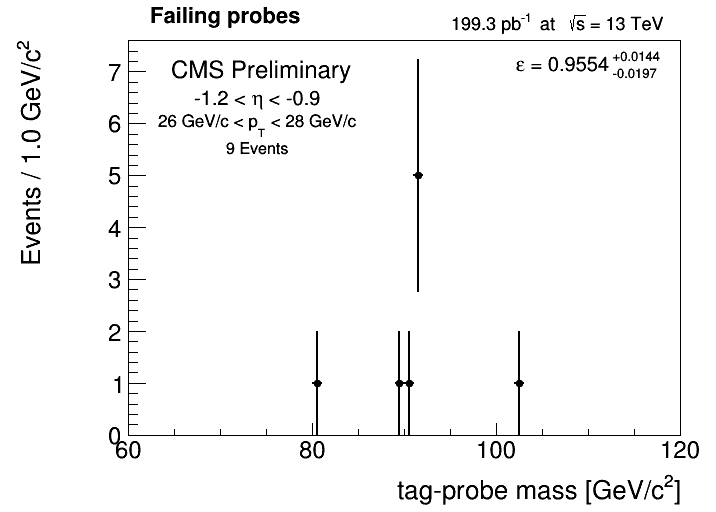 Failing probes
199.3 pb-1 at √s = 13 TeV
Events / 1.0 GeV/c2
CMS Preliminary
-1.2 < η < -0.9
26 GeV/c < pT < 28 GeV/c
9 Events
ε = 0.9554 +0.0144 -0.0197
7
6
5
4
3
2
1
0
60 80 100 120
tag-probe mass [GeV/c2]